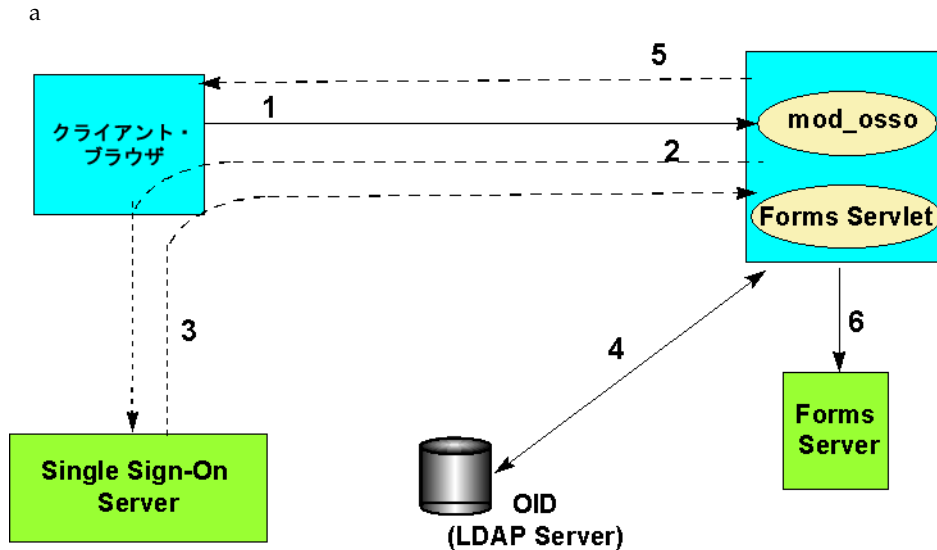 a
5
1
クライアント・
ブラウザ
mod_osso
2
Forms Servlet
3
4
6
Forms
Server
Single Sign-On
Server
OID
(LDAP Server)